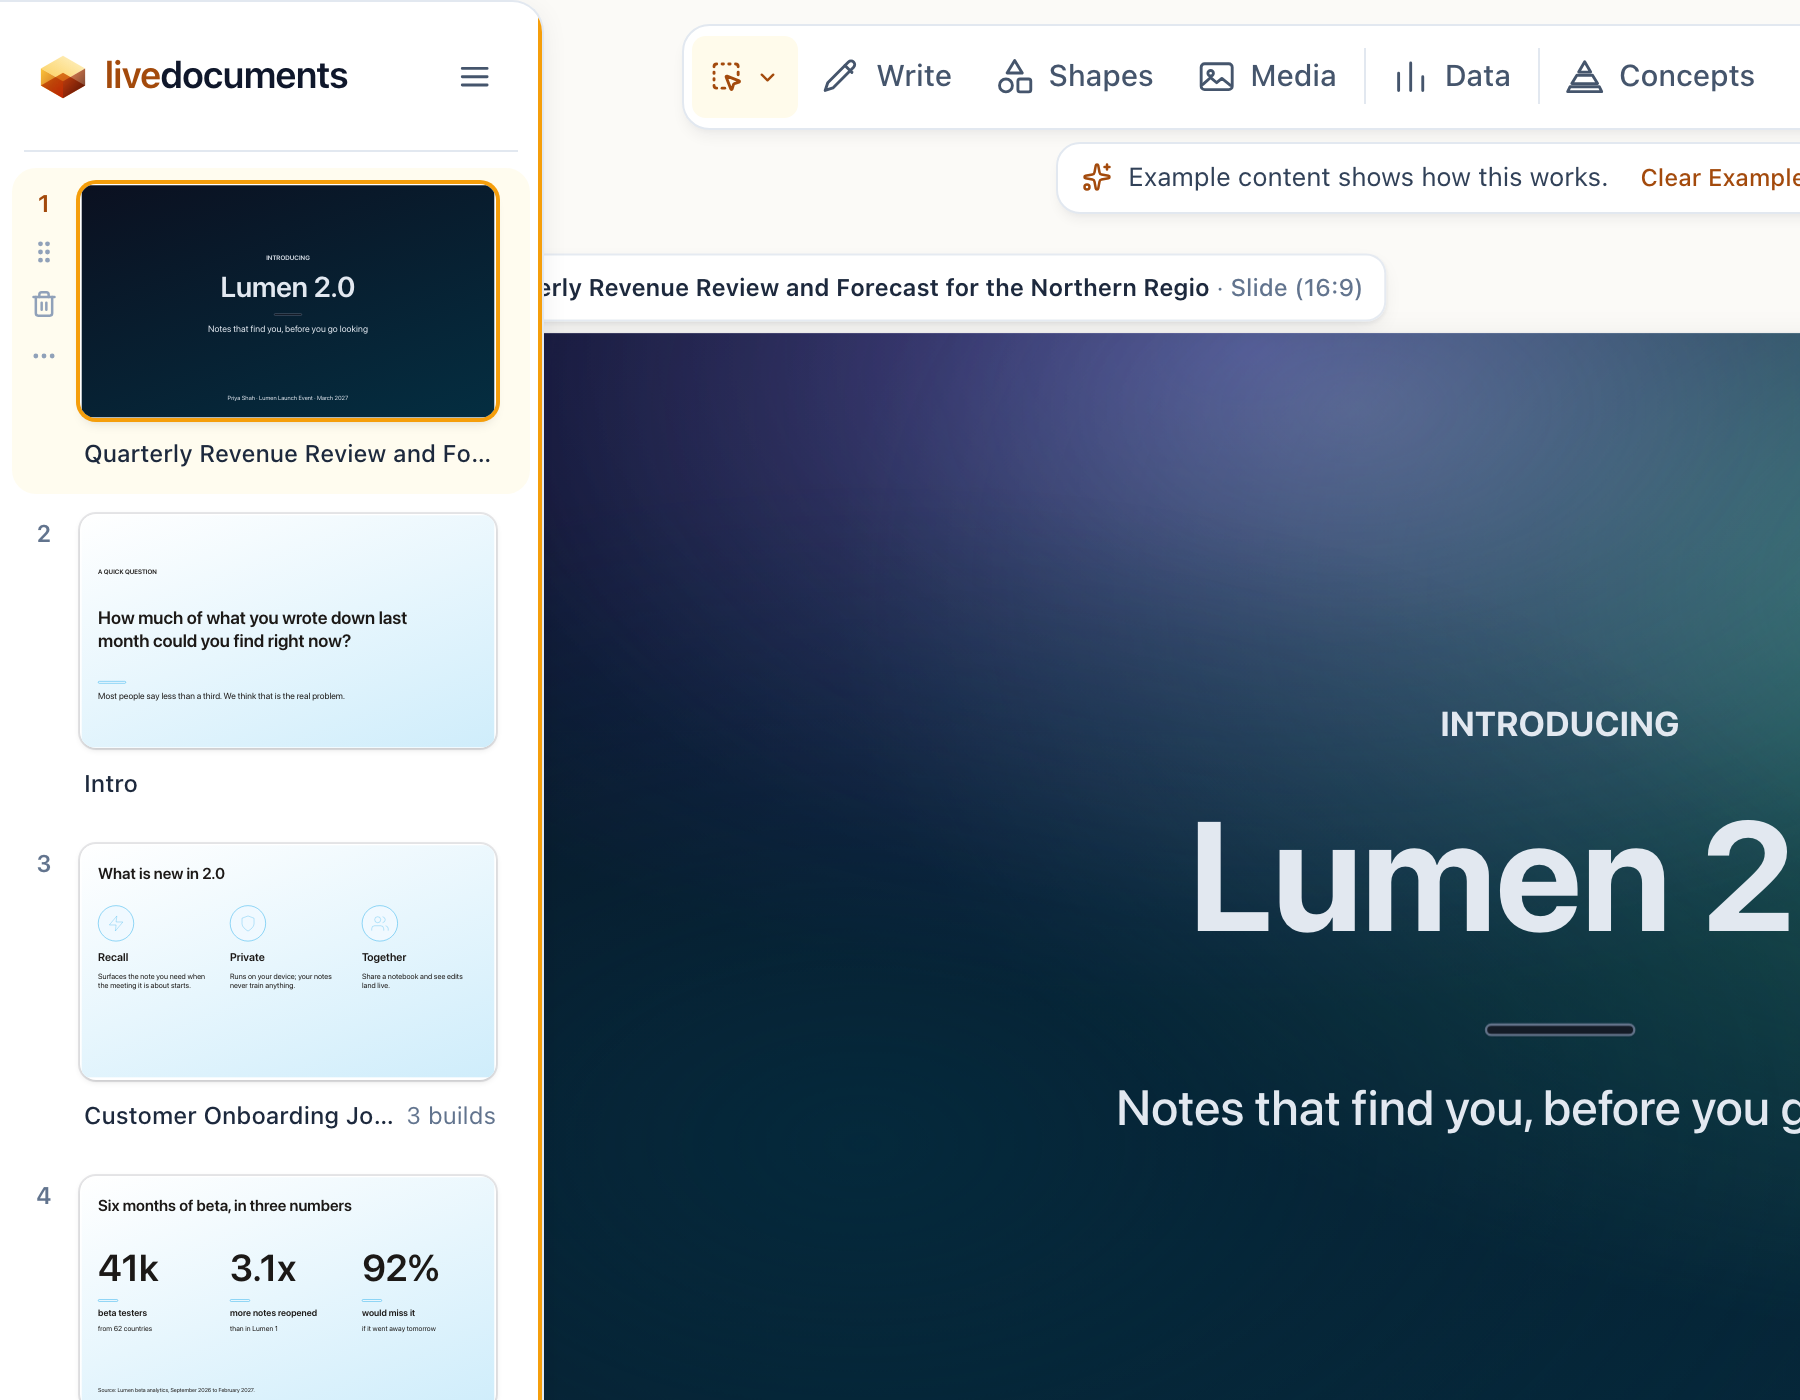 livedocuments
Write
Shapes
Media
Data
Concepts
Example content shows how this works.
Clear Example
erly Revenue Review and Forecast for the Northern Regio · Slide (16:9)
1
INTRODUCING
Lumen 2.0
Notes that find you, before you go looking
Priya Shah · Lumen Launch Event · March 2027
Quarterly Revenue Review and Fo...
2
A QUICK QUESTION
How much of what you wrote down last
month could you find right now?
Most people say less than a third. We think that is the real problem.
Intro
3
What is new in 2.0
Recall
Surfaces the note you need when
the meeting it is about starts.
Private
Runs on your device; your notes
never train anything.
Together
Share a notebook and see edits
land live.
Customer Onboarding Jo... 3 builds
4
Six months of beta, in three numbers
41k
beta testers
from 62 countries
3.1x
more notes reopened
than in Lumen 1
92%
would miss it
if it went away tomorrow
Source: Lumen beta analytics, September 2026 to February 2027.
INTRODUCING
Lumen 2
Notes that find you, before you g